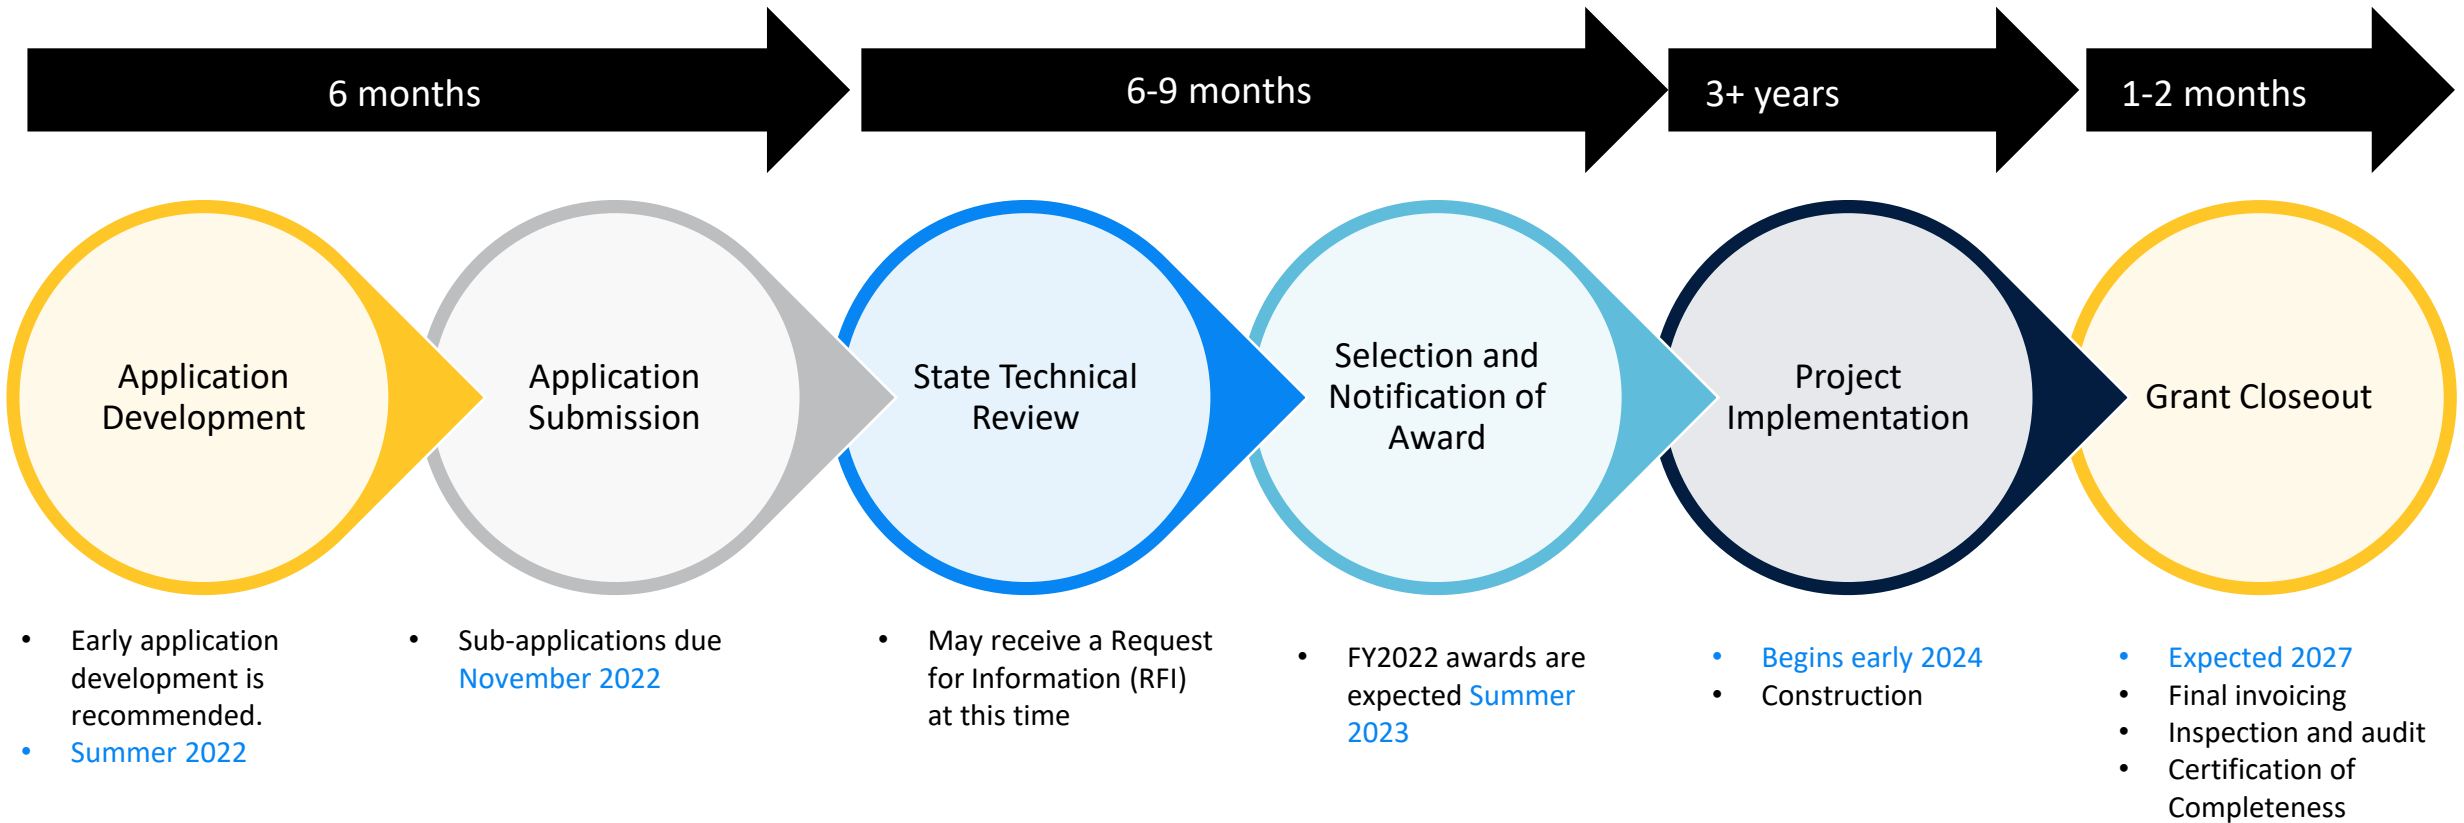 6 months
6-9 months
3+ years
1-2 months
Application
Development
Application
Submission
State Technical
Review
Selection and
Notification of
Award
Project
Implementation
Grant Closeout
• Early application
development is
recommended.
• Summer 2022
• Sub-applications due
November 2022
• May receive a Request
for Information (RFI)
at this time
• FY2022 awards are
expected Summer
2023
• Begins early 2024
• Construction
• Expected 2027
• Final invoicing
• Inspection and audit
• Certification of
Completeness